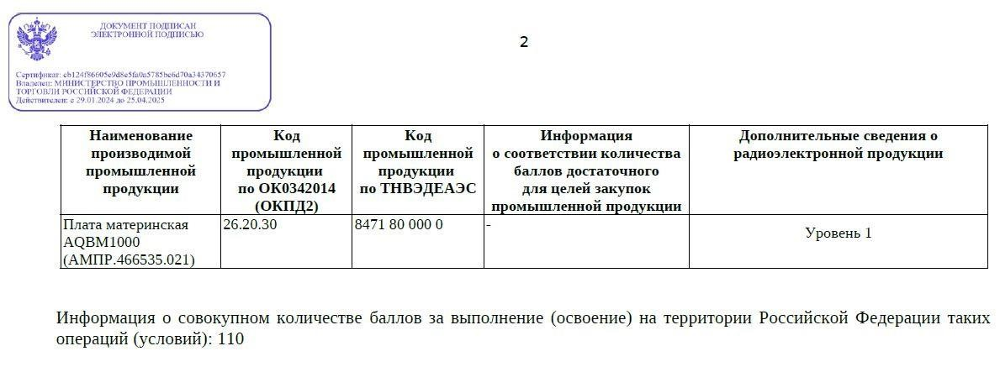 ДОКУМЕНТ ПОДПИСАН
ЭЛЕКТРОННОЙ ПОДПИСЬЮ
Сертификат: cb124f86605e9d8e5fa0a5785bc6d70a34370657
Владелец: МИНИСТЕРСТВО ПРОМЫШЛЕННОСТИ И
ТОРГОВЛИ РОССИЙСКОЙ ФЕДЕРАЦИИ
Действителен: с 29.01.2024 до 25.04.2025
2
Наименование
производимой
промышленной
продукции
Код
промышленной
продукции
по ОК0342014
(ОКПД2)
Код
промышленной
продукции
по ТНВЭДЕАЭС
Информация
о соответствии количества
баллов достаточного
для целей закупок
промышленной продукции
Дополнительные сведения о
радиоэлектронной продукции
Плата материнская
AQBM1000
(АМПР.466535.021)
26.20.30
8471 80 000 0
-
Уровень 1
Информация о совокупном количестве баллов за выполнение (освоение) на территории Российской Федерации таких
операций (условий): 110